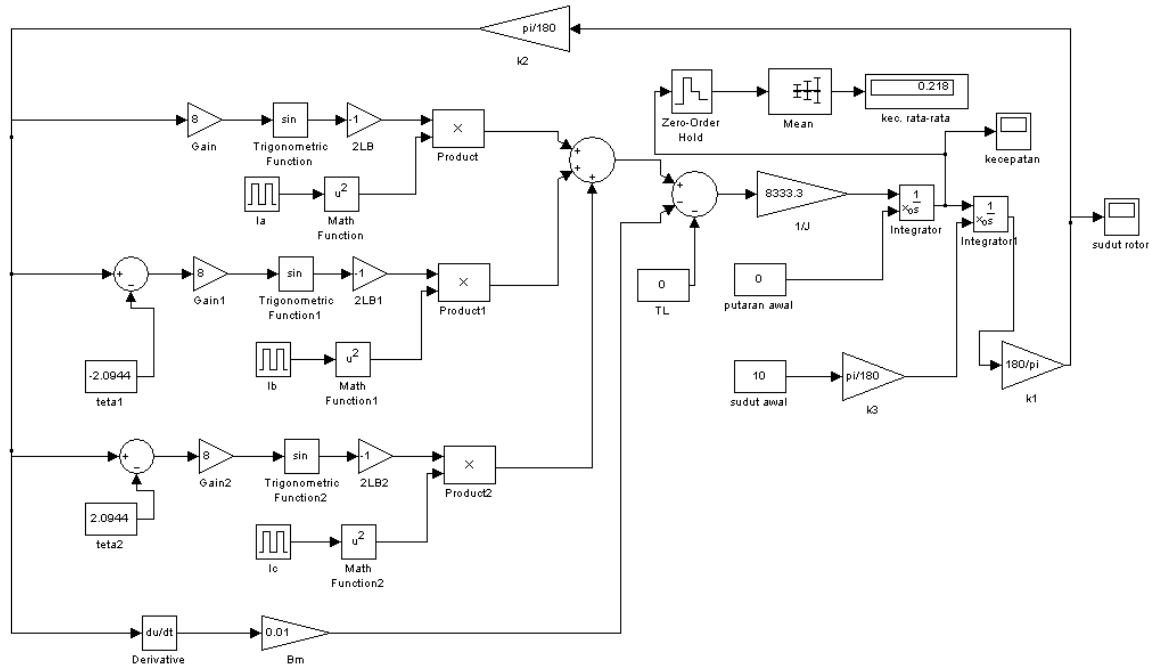 pi/180
k2
0.218
Zero-Order
Hold
Mean
kec. rata-rata
kecepatan
8
Gain
sin
Trigonometric
Function
-1
2LB
×
Product
Ia
u²
Math
Function
+
+
+
+
−
−
8333.3
1/J
1
x₀ s
Integrator
1
x₀ s
Integrator1
sudut rotor
+
−
8
Gain1
sin
Trigonometric
Function1
-1
2LB1
×
Product1
0
TL
0
putaran awal
-2.0944
teta1
Ib
u²
Math
Function1
10
sudut awal
pi/180
k3
180/pi
k1
+
−
8
Gain2
sin
Trigonometric
Function2
-1
2LB2
×
Product2
2.0944
teta2
Ic
u²
Math
Function2
du/dt
Derivative
0.01
Bm